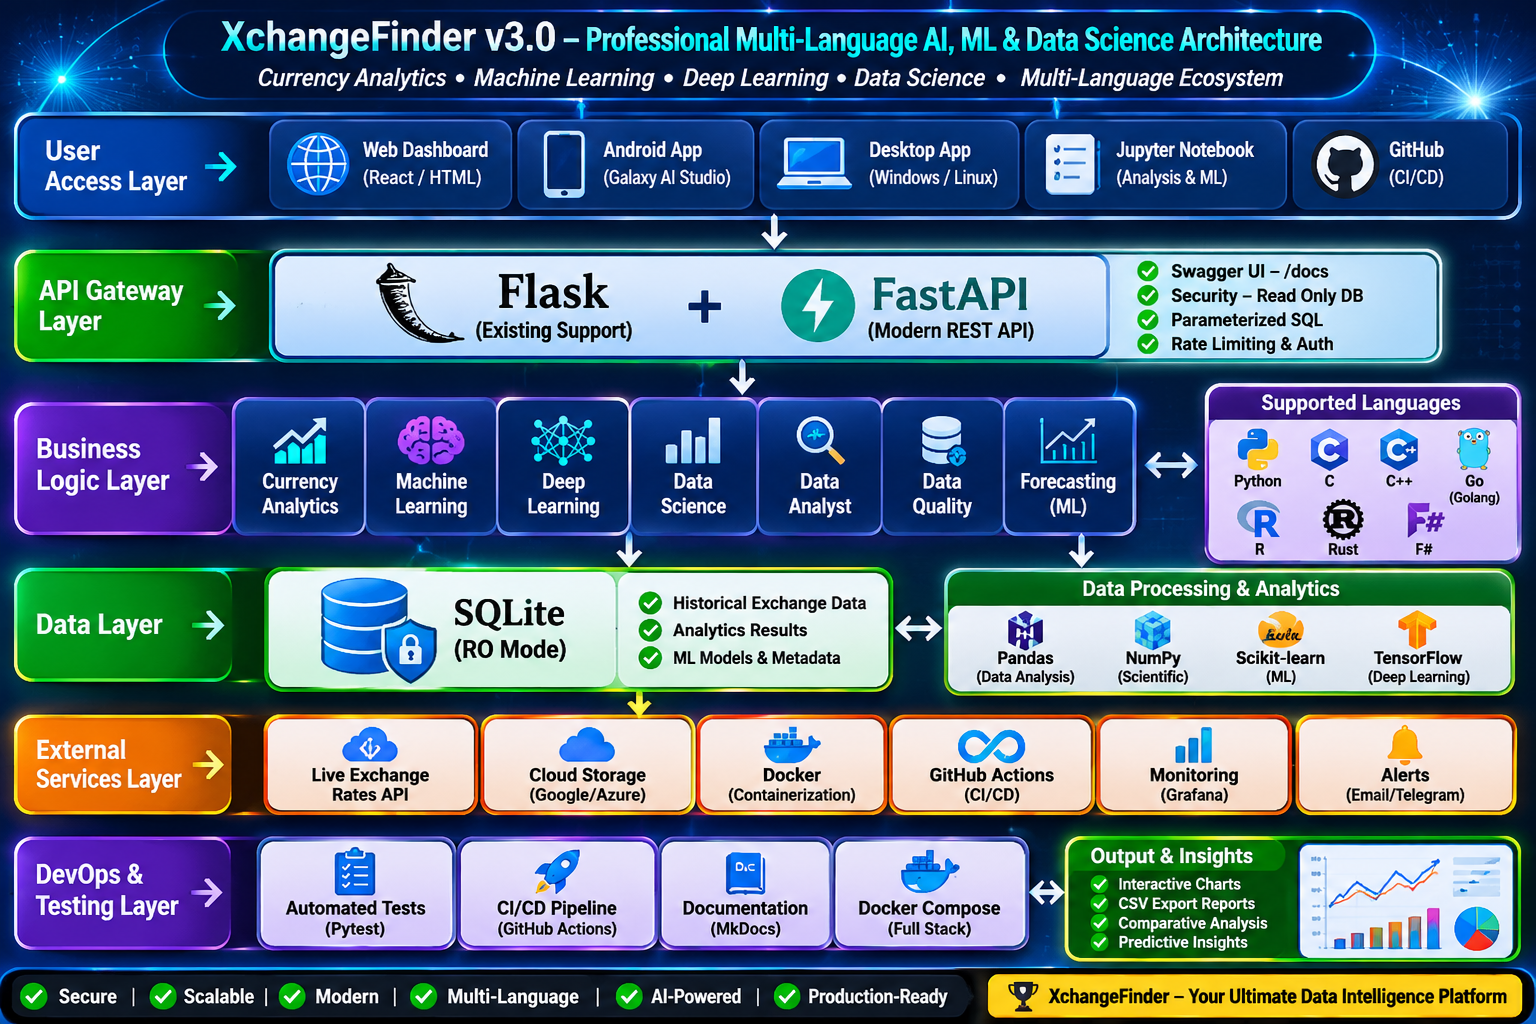 XchangeFinder v3.0 – Professional Multi-Language AI, ML & Data Science Architecture
Currency Analytics • Machine Learning • Deep Learning • Data Science • Multi-Language Ecosystem
User
Access Layer
Web Dashboard
(React / HTML)
Android App
(Galaxy AI Studio)
Desktop App
(Windows / Linux)
Jupyter Notebook
(Analysis & ML)
GitHub
(CI/CD)
API Gateway
Layer
Flask
(Existing Support)
+
FastAPI
(Modern REST API)
Swagger UI – /docs
Security – Read Only DB
Parameterized SQL
Rate Limiting & Auth
Business
Logic Layer
Currency
Analytics
Machine
Learning
Deep
Learning
Data
Science
Data
Analyst
Data
Quality
Forecasting
(ML)
Supported Languages
C
C+
Python
C
C++
Go
(Golang)
R
R
F#
R
Rust
F#
Data Layer
SQLite
(RO Mode)
Historical Exchange Data
Analytics Results
ML Models & Metadata
Data Processing & Analytics
Pandas
(Data Analysis)
NumPy
(Scientific)
Scikit-learn
(ML)
TensorFlow
(Deep Learning)
External
Services Layer
Live Exchange
Rates API
Cloud Storage
(Google/Azure)
Docker
(Containerization)
GitHub Actions
(CI/CD)
Monitoring
(Grafana)
Alerts
(Email/Telegram)
DevOps &
Testing Layer
Automated Tests
(Pytest)
CI/CD Pipeline
(GitHub Actions)
Documentation
(MkDocs)
Docker Compose
(Full Stack)
Output & Insights
Interactive Charts
CSV Export Reports
Comparative Analysis
Predictive Insights
Secure | Scalable | Modern | Multi-Language | AI-Powered | Production-Ready
XchangeFinder – Your Ultimate Data Intelligence Platform